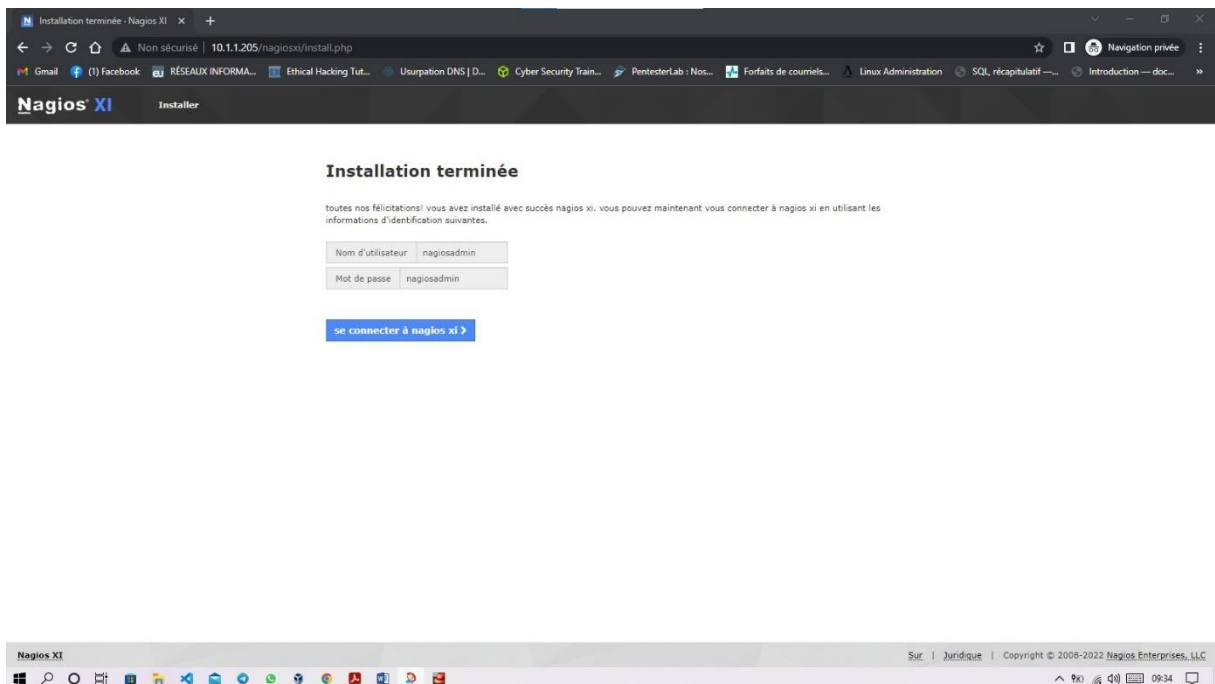 Installation terminée - Nagios XI
Non sécurisé | 10.1.1.205/nagiosxi/install.php
Navigation privée
Gmail
(1) Facebook
RÉSEAUX INFORMA...
Ethical Hacking Tut...
Usurpation DNS | D...
Cyber Security Train...
PentesterLab : Nos...
Forfaits de courriels...
Linux Administration
SQL, récapitulatif —...
Introduction — doc...
»
Nagios® XI
Installer
Installation terminée
toutes nos félicitations! vous avez installé avec succès nagios xi. vous pouvez maintenant vous connecter à nagios xi en utilisant les
informations d'identification suivantes.
Nom d'utilisateur nagiosadmin
Mot de passe nagiosadmin
se connecter à nagios xi >
Nagios XI
Sur | Juridique | Copyright © 2008-2022 Nagios Enterprises, LLC
09:34